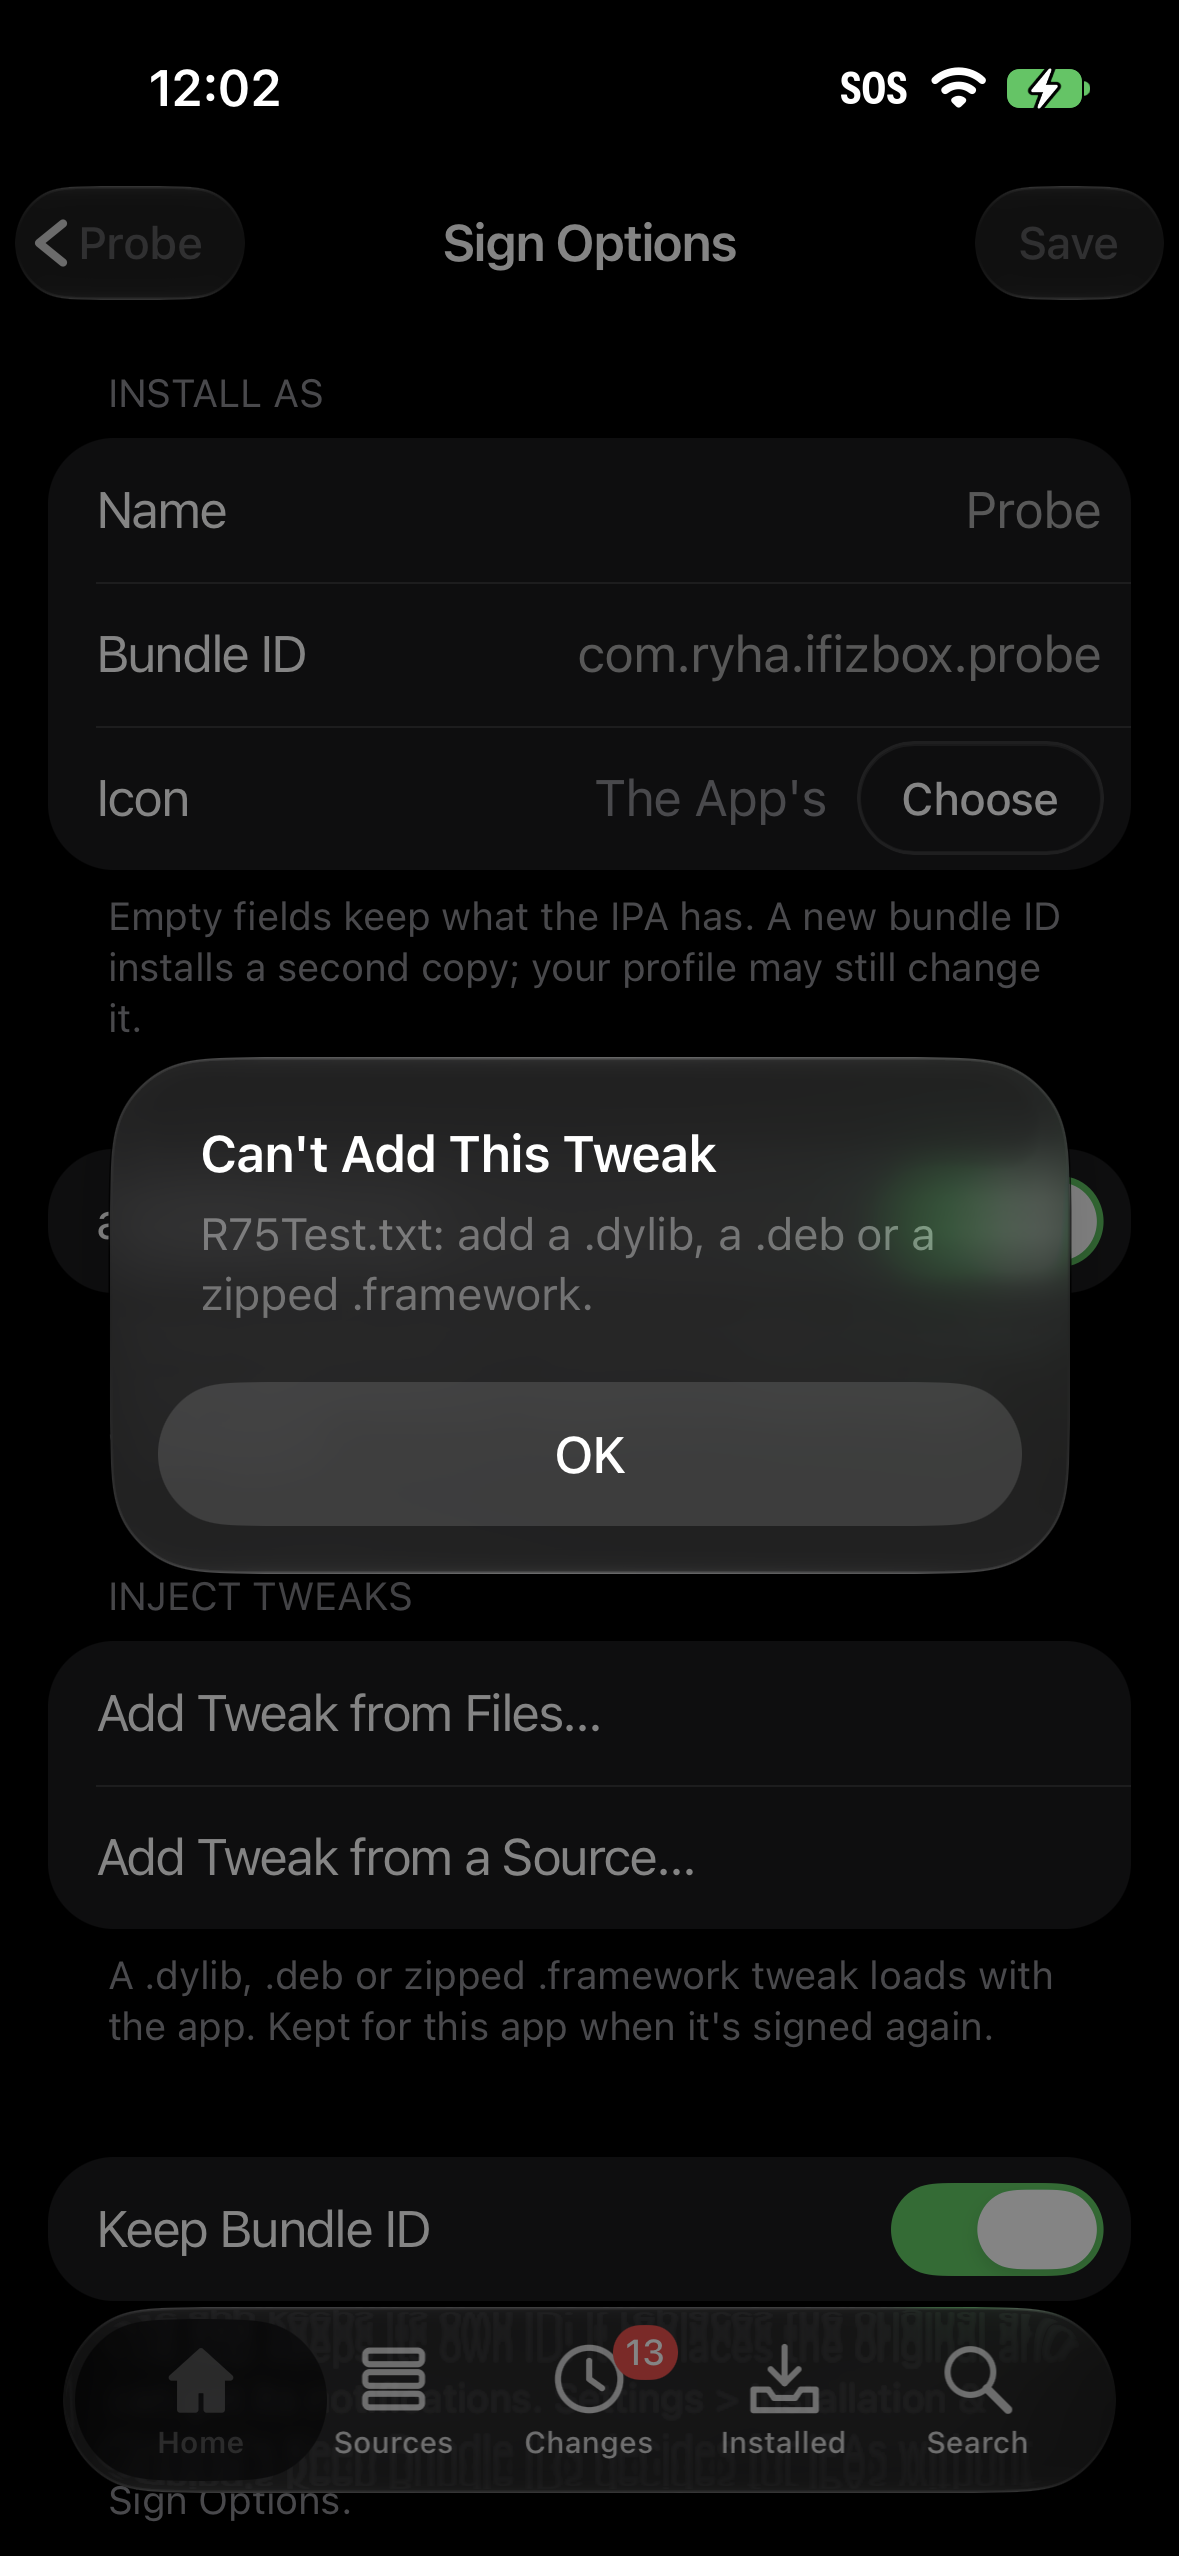 12:02
SOS
Probe
Sign Options
Save
INSTALL AS
Name
Probe
Bundle ID
com.ryha.ifizbox.probe
Icon
The App's
Choose
Empty fields keep what the IPA has. A new bundle ID
installs a second copy; your profile may still change
it.
Can't Add This Tweak
R75Test.txt: add a .dylib, a .deb or a
zipped .framework.
OK
INJECT TWEAKS
Add Tweak from Files...
Add Tweak from a Source...
A .dylib, .deb or zipped .framework tweak loads with
the app. Kept for this app when it's signed again.
Keep Bundle ID
13
Home
Sources
Changes
Installed
Search
Sign Options.